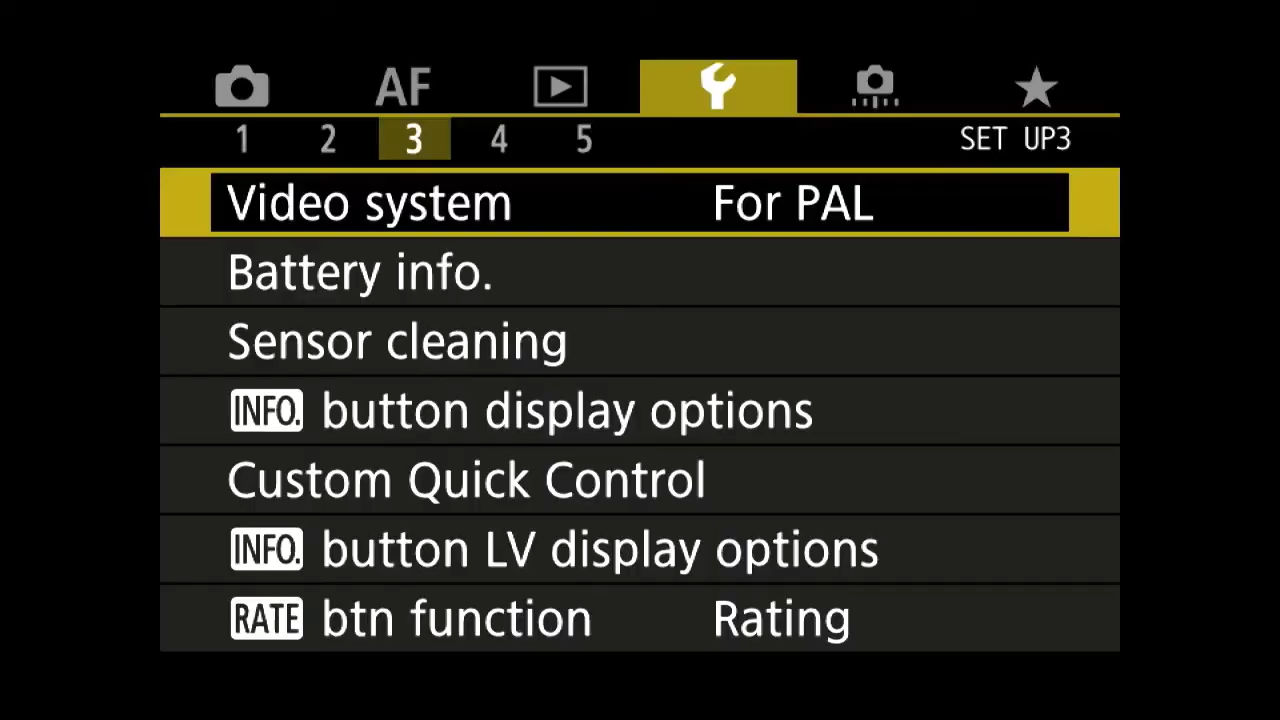 AF
1 2 3 4 5 SET UP3
Video system For PAL
Battery info.
Sensor cleaning
INFO. button display options
Custom Quick Control
INFO. button LV display options
RATE btn function Rating